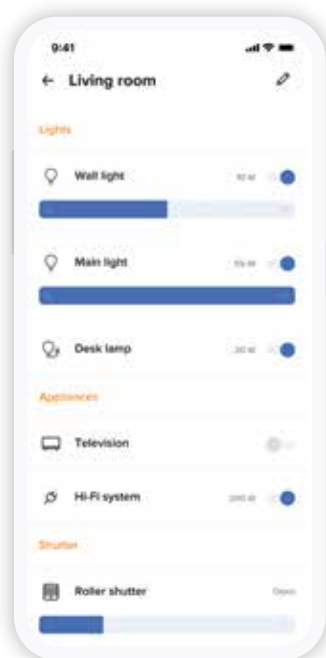 9:41
← Living room
Lights
Wall light
Main light
Desk lamp
Appliances
Television
Hi-Fi system
Shutter
Roller shutter